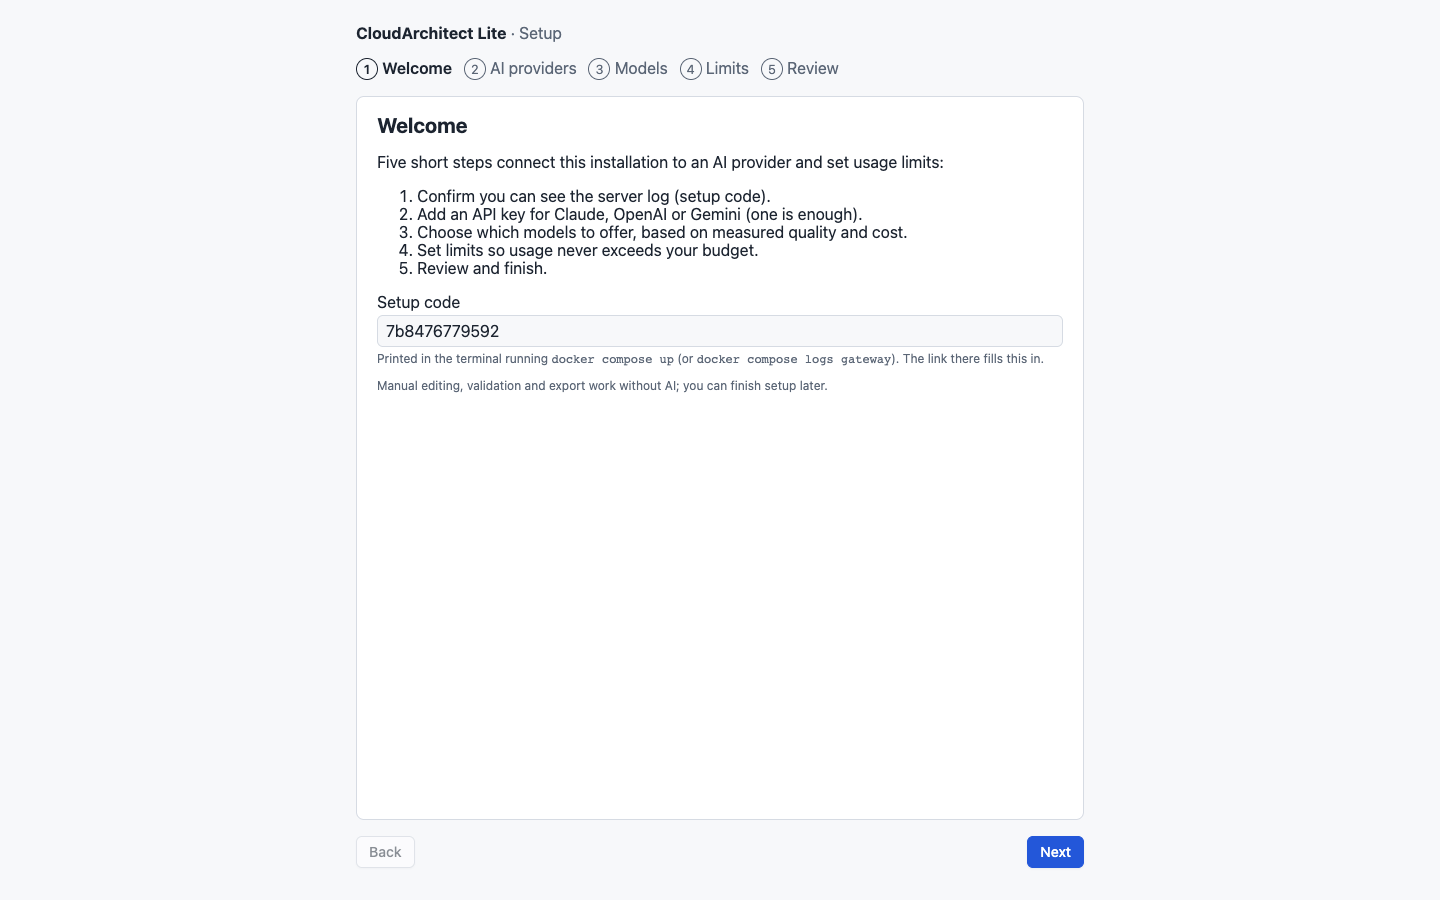 CloudArchitect Lite · Setup
1 Welcome 2 AI providers 3 Models 4 Limits 5 Review
Welcome
Five short steps connect this installation to an AI provider and set usage limits:
1. Confirm you can see the server log (setup code).
2. Add an API key for Claude, OpenAI or Gemini (one is enough).
3. Choose which models to offer, based on measured quality and cost.
4. Set limits so usage never exceeds your budget.
5. Review and finish.
Setup code
7b8476779592
Printed in the terminal running docker compose up (or docker compose logs gateway). The link there fills this in.
Manual editing, validation and export work without AI; you can finish setup later.
Back Next